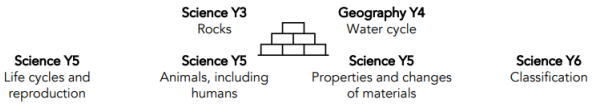 Science Y3
Rocks
Geography Y4
Water cycle
Science Y5
Life cycles and
reproduction
Science Y5
Animals, including
humans
Science Y5
Properties and changes
of materials
Science Y6
Classification